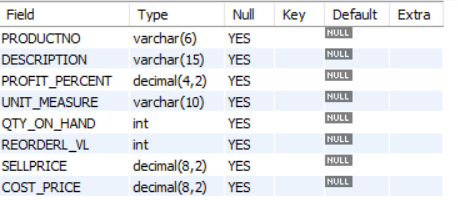 Field Type Null Key Default Extra
PRODUCTNO varchar(6) YES NULL
DESCRIPTION varchar(15) YES NULL
PROFIT_PERCENT decimal(4,2) YES NULL
UNIT_MEASURE varchar(10) YES NULL
QTY_ON_HAND int YES NULL
REORDERL_VL int YES NULL
SELLPRICE decimal(8,2) YES NULL
COST_PRICE decimal(8,2) YES NULL